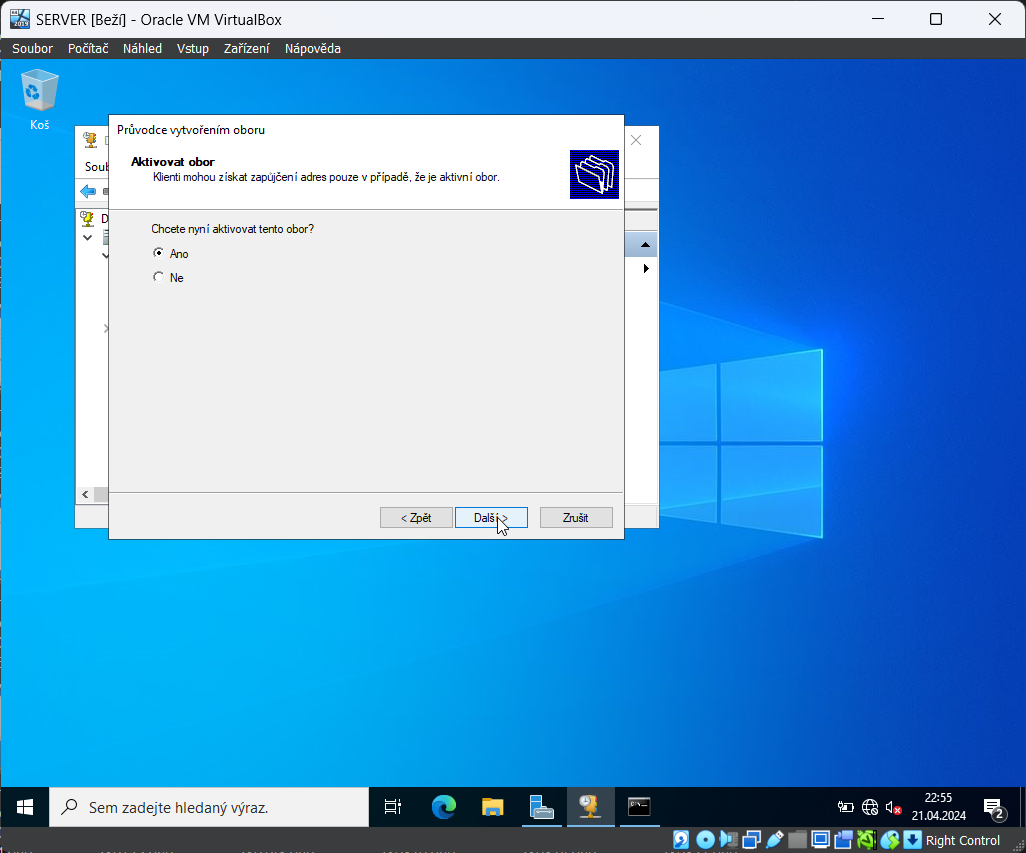 SERVER [Beží] - Oracle VM VirtualBox
Soubor Počítač Náhled Vstup Zařízení Nápověda
Koš
Průvodce vytvořením oboru
Aktivovat obor
Klienti mohou získat zapůjčení adres pouze v případě, že je aktivní obor.
Soub
D
Chcete nyní aktivovat tento obor?
Ano
Ne
< Zpět Další > Zrušit
Sem zadejte hledaný výraz.
22:55
21.04.2024
2
Right Control